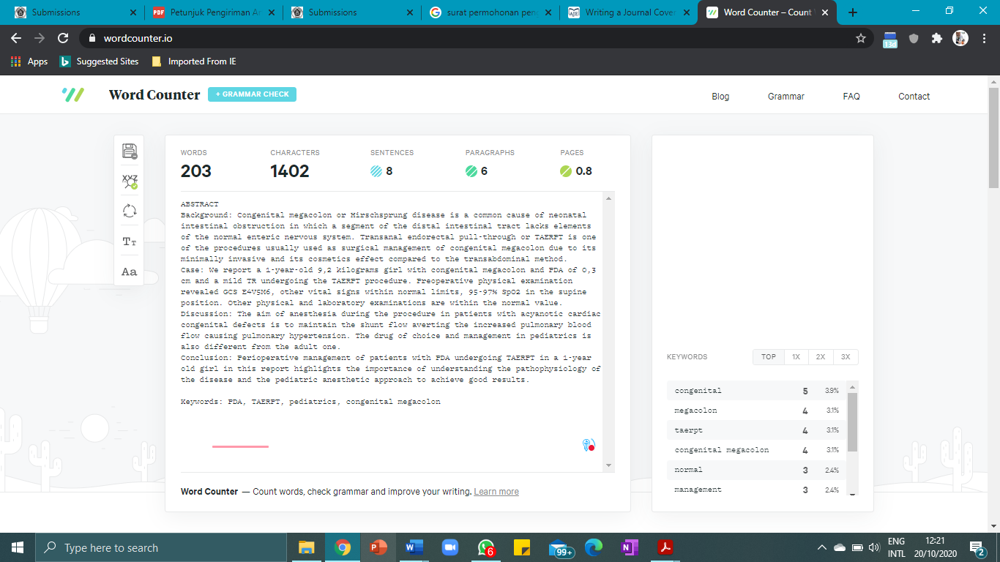 Submissions
Petunjuk Pengiriman Ar
Submissions
surat permohonan pen
Writing a Journal Cover
Word Counter – Count
wordcounter.io
13d
Apps
Suggested Sites
Imported From IE
Word Counter
+ GRAMMAR CHECK
Blog
Grammar
FAQ
Contact
WORDS
CHARACTERS
SENTENCES
PARAGRAPHS
PAGES
203
1402
8
6
0.8
ABSTRACT
Background: Congenital megacolon or Hirschsprung disease is a common cause of neonatal
intestinal obstruction in which a segment of the distal intestinal tract lacks elements
of the normal enteric nervous system. Transanal endorectal pull-through or TAERPT is one
of the procedures usually used as surgical management of congenital megacolon due to its
minimally invasive and its cosmetics effect compared to the transabdominal method.
Case: We report a 1-year-old 9,2 kilograms girl with congenital megacolon and PDA of 0,3
cm and a mild TR undergoing the TAERPT procedure. Preoperative physical examination
revealed GCS E4V5M6, other vital signs within normal limits, 95-97% SpO2 in the supine
position. Other physical and laboratory examinations are within the normal value.
Discussion: The aim of anesthesia during the procedure in patients with acyanotic cardiac
congenital defects is to maintain the shunt flow averting the increased pulmonary blood
flow causing pulmonary hypertension. The drug of choice and management in pediatrics is
also different from the adult one.
Conclusion: Perioperative management of patients with PDA undergoing TAERPT in a 1-year
old girl in this report highlights the importance of understanding the pathophysiology of
the disease and the pediatric anesthetic approach to achieve good results.
Keywords: PDA, TAERPT, pediatrics, congenital megacolon
Word Counter — Count words, check grammar and improve your writing. Learn more
XYZ
TT
Aa
KEYWORDS
TOP
1X
2X
3X
congenital 5 3.9%
megacolon 4 3.1%
taerpt 4 3.1%
congenital megacolon 4 3.1%
normal 3 2.4%
management 3 2.4%
Type here to search
6
99+
ENG
INTL
12:21
20/10/2020
2